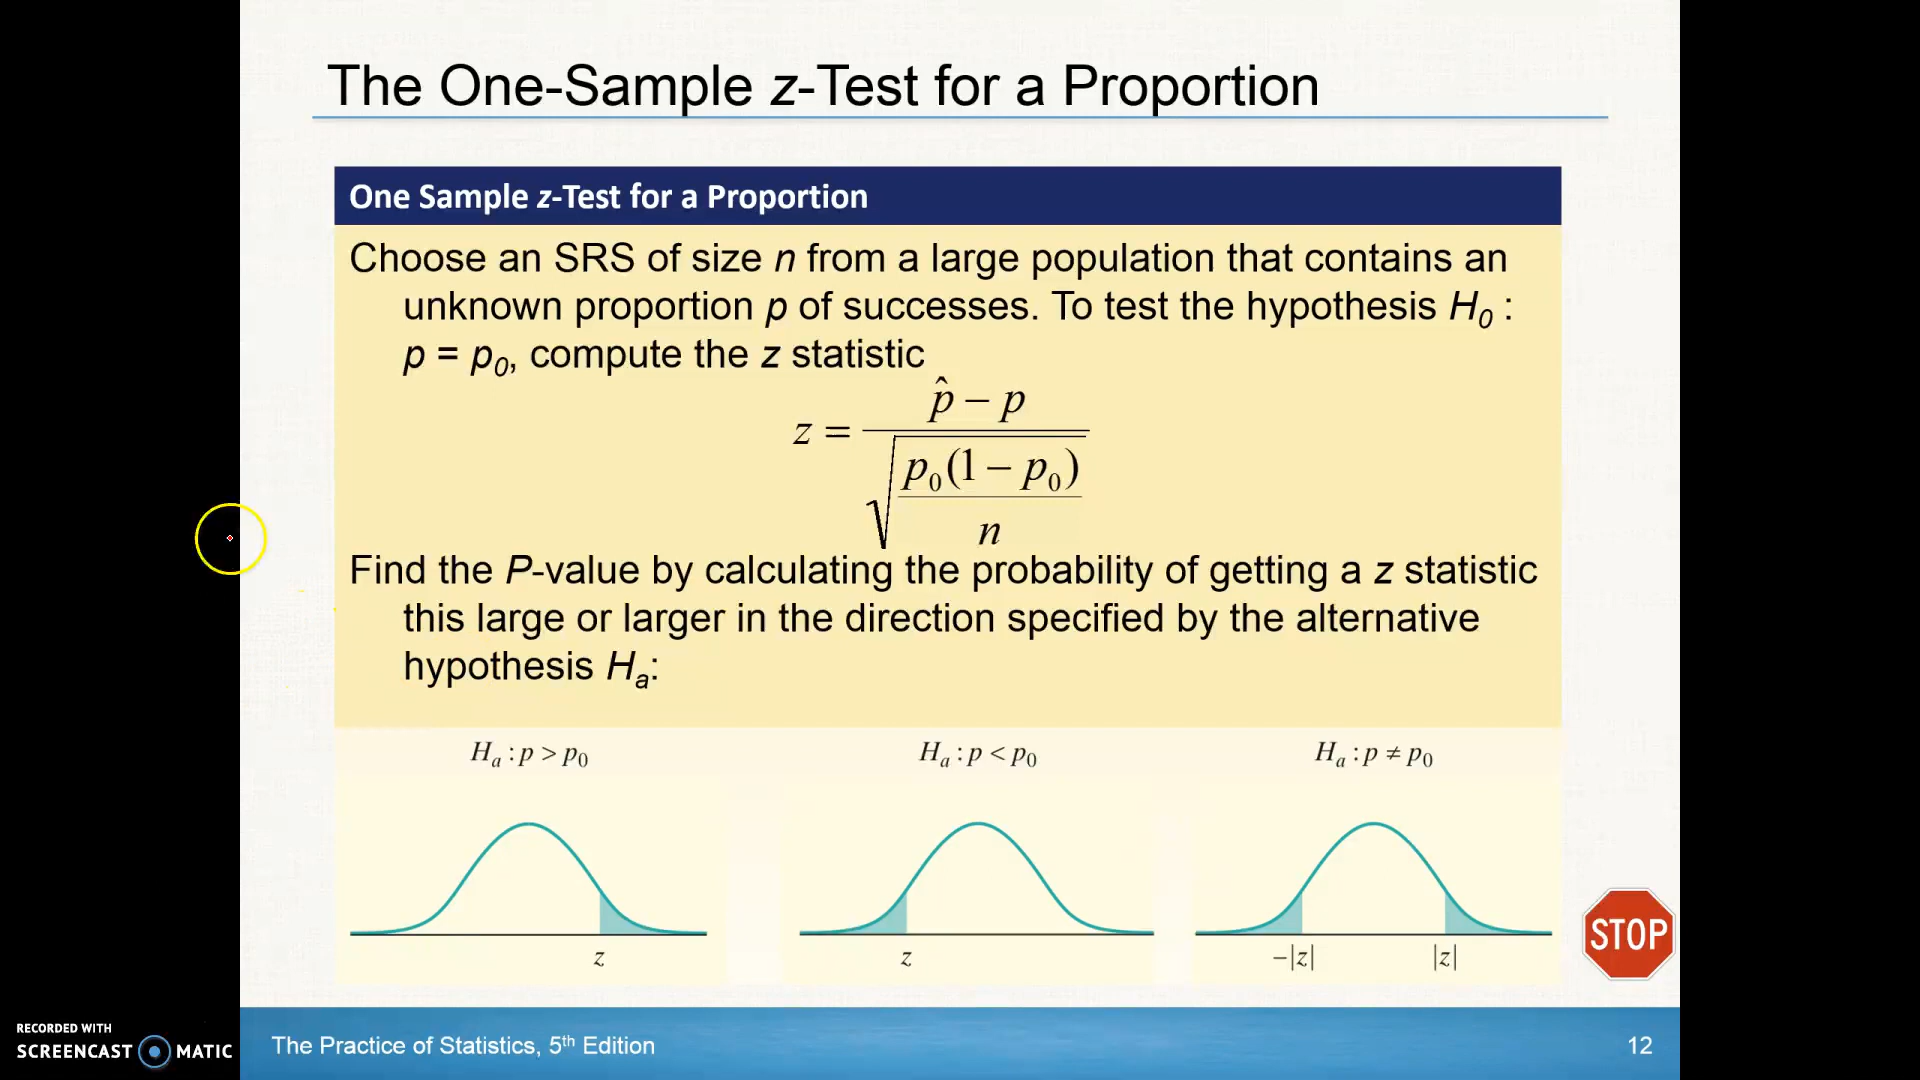 The One-Sample z-Test for a Proportion
One Sample z-Test for a Proportion
Choose an SRS of size n from a large population that contains an
unknown proportion p of successes. To test the hypothesis H₀ :
p = p₀, compute the z statistic
z = (p̂ − p) / √(p₀(1 − p₀) / n)
Find the P-value by calculating the probability of getting a z statistic
this large or larger in the direction specified by the alternative
hypothesis Hₐ:
Hₐ : p > p₀
Hₐ : p < p₀
Hₐ : p ≠ p₀
z
z
−|z|
|z|
STOP
RECORDED WITH
SCREENCAST MATIC
The Practice of Statistics, 5th Edition
12